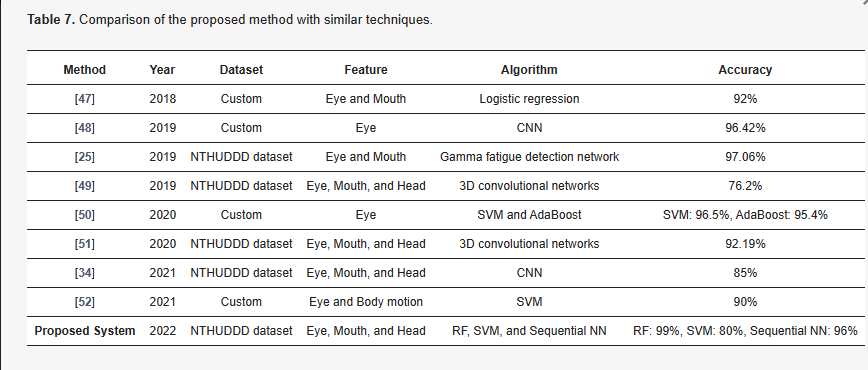 Table 7. Comparison of the proposed method with similar techniques.
Method Year Dataset Feature Algorithm Accuracy
[47] 2018 Custom Eye and Mouth Logistic regression 92%
[48] 2019 Custom Eye CNN 96.42%
[25] 2019 NTHUDDD dataset Eye and Mouth Gamma fatigue detection network 97.06%
[49] 2019 NTHUDDD dataset Eye, Mouth, and Head 3D convolutional networks 76.2%
[50] 2020 Custom Eye SVM and AdaBoost SVM: 96.5%, AdaBoost: 95.4%
[51] 2020 NTHUDDD dataset Eye, Mouth, and Head 3D convolutional networks 92.19%
[34] 2021 NTHUDDD dataset Eye, Mouth, and Head CNN 85%
[52] 2021 Custom Eye and Body motion SVM 90%
Proposed System 2022 NTHUDDD dataset Eye, Mouth, and Head RF, SVM, and Sequential NN RF: 99%, SVM: 80%, Sequential NN: 96%